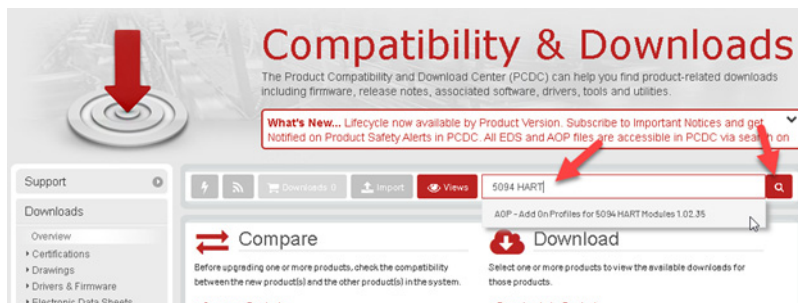 Compatibility & Downloads
The Product Compatibility and Download Center (PCDC) can help you find product-related downloads
including firmware, release notes, associated software, drivers, tools and utilities.
What's New... Lifecycle now available by Product Version. Subscribe to Important Notices and get
Notified on Product Safety Alerts in PCDC. All EDS and AOP files are accessible in PCDC via search on
Support
Downloads 0
Import
Views
5094 HART
Downloads
AOP - Add On Profiles for 5094 HART Modules 1.02.35
Overview
Certifications
Drawings
Drivers & Firmware
Electronic Data Sheets
Compare
Before upgrading one or more products, check the compatibility
between the new product(s) and the other product(s) in the system.
Download
Select one or more products to view the available downloads for
those products.